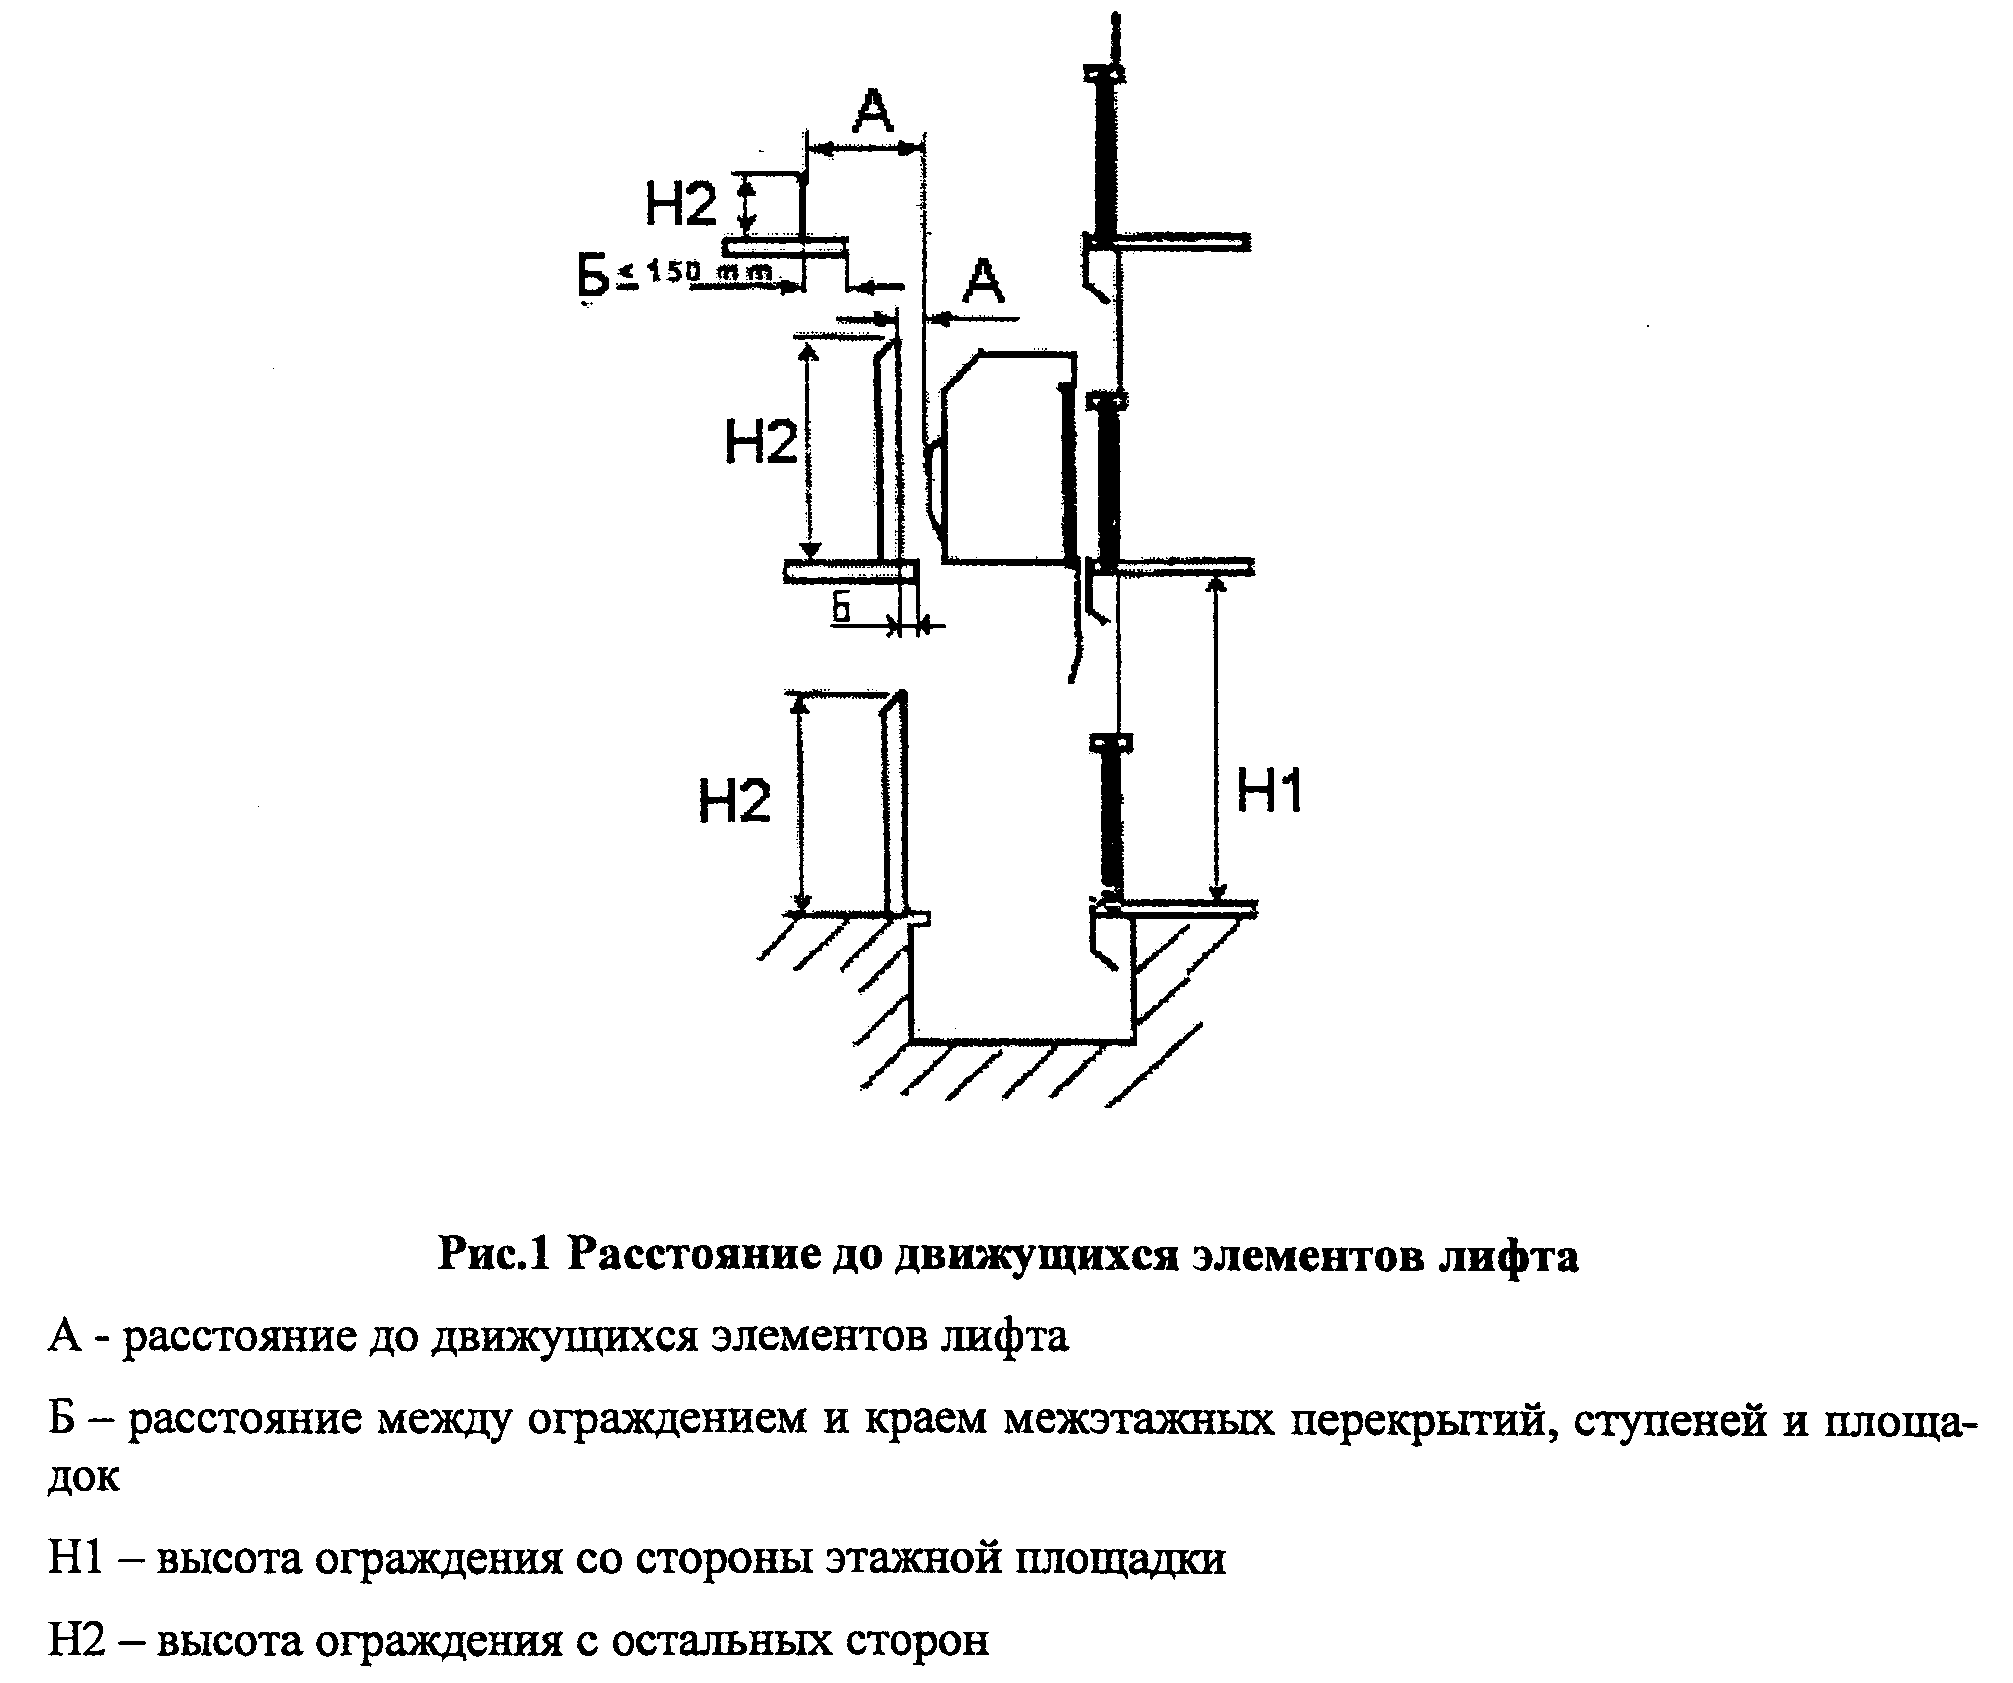 А
Н2
Б ≤ 150 mm
А
Н2
Б
Н2
Н1
Рис.1 Расстояние до движущихся элементов лифта
А - расстояние до движущихся элементов лифта
Б – расстояние между ограждением и краем межэтажных перекрытий, ступеней и площа-
док
Н1 – высота ограждения со стороны этажной площадки
Н2 – высота ограждения с остальных сторон